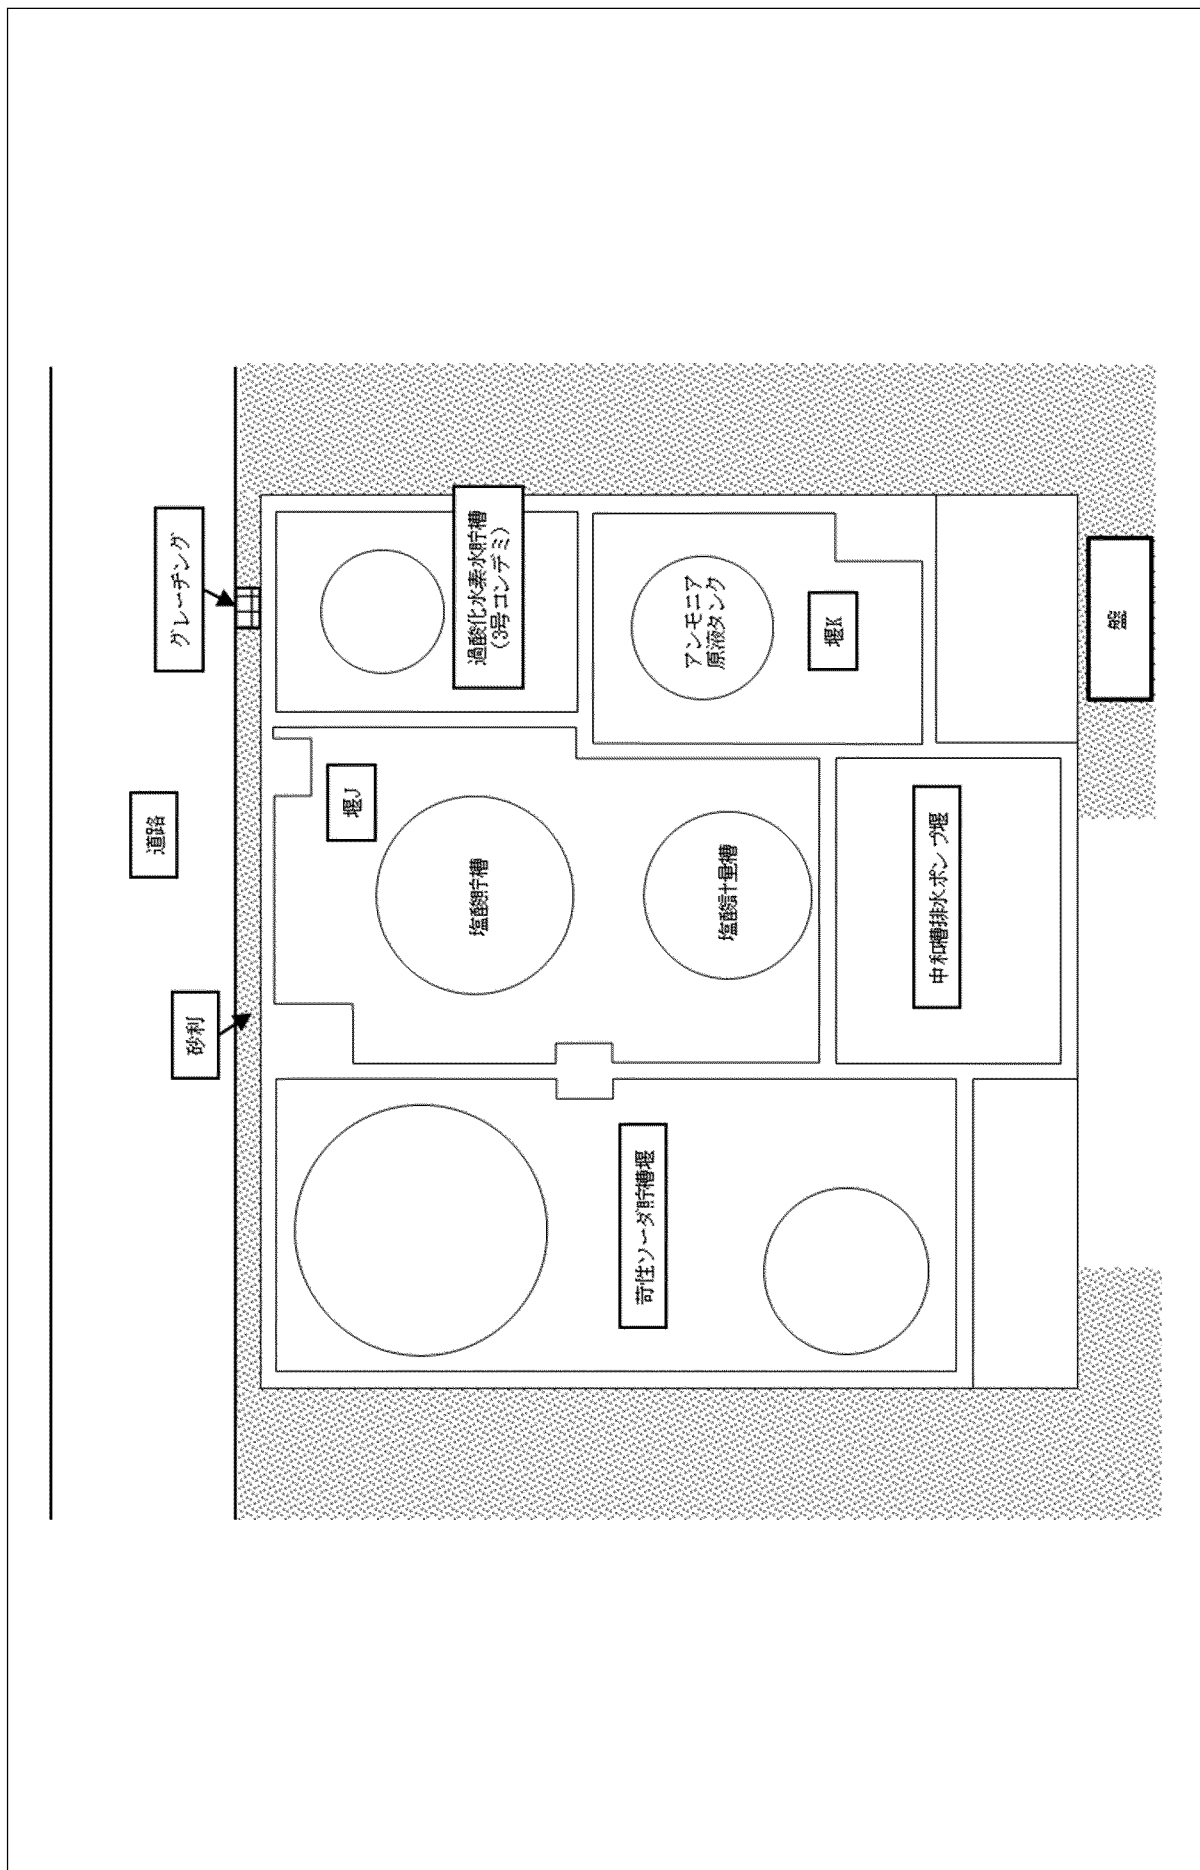 道路
砂利
グレーチング
堰J
過酸化水素水貯槽
(3号コンデミ)
塩酸貯槽
塩酸計量槽
アンモニア
原液タンク
堰K
苛性ソーダ貯槽堰
中和槽排水ポンプ堰
盤